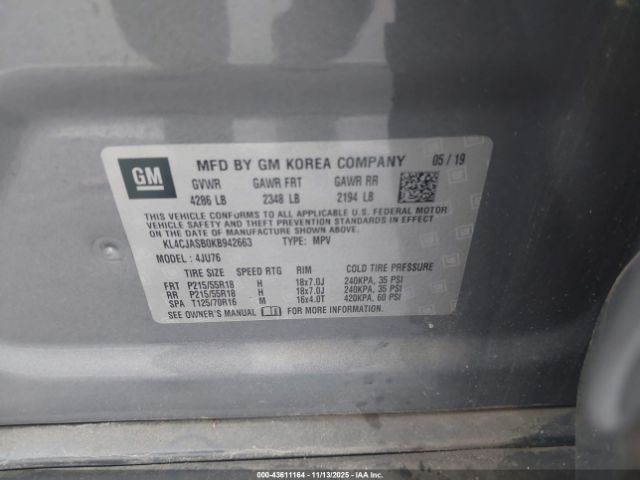 GM
MFD BY GM KOREA COMPANY 05 / 19
GVWR GAWR FRT GAWR RR
4286 LB 2348 LB 2194 LB
THIS VEHICLE CONFORMS TO ALL APPLICABLE U.S. FEDERAL MOTOR
VEHICLE SAFETY, BUMPER, AND THEFT PREVENTION STANDARDS IN EFFECT ON
THE DATE OF MANUFACTURE SHOWN ABOVE.
KL4CJASB0KB942663 TYPE: MPV
MODEL : 4JU76
TIRE SIZE SPEED RTG RIM COLD TIRE PRESSURE
FRT P215/55R18 H 18x7.0J 240KPA, 35 PSI
RR P215/55R18 H 18x7.0J 240KPA, 35 PSI
SPA T125/70R16 M 16x4.0T 420KPA, 60 PSI
SEE OWNER'S MANUAL FOR MORE INFORMATION.
000-43611164 - 11/13/2025 - IAAI.com